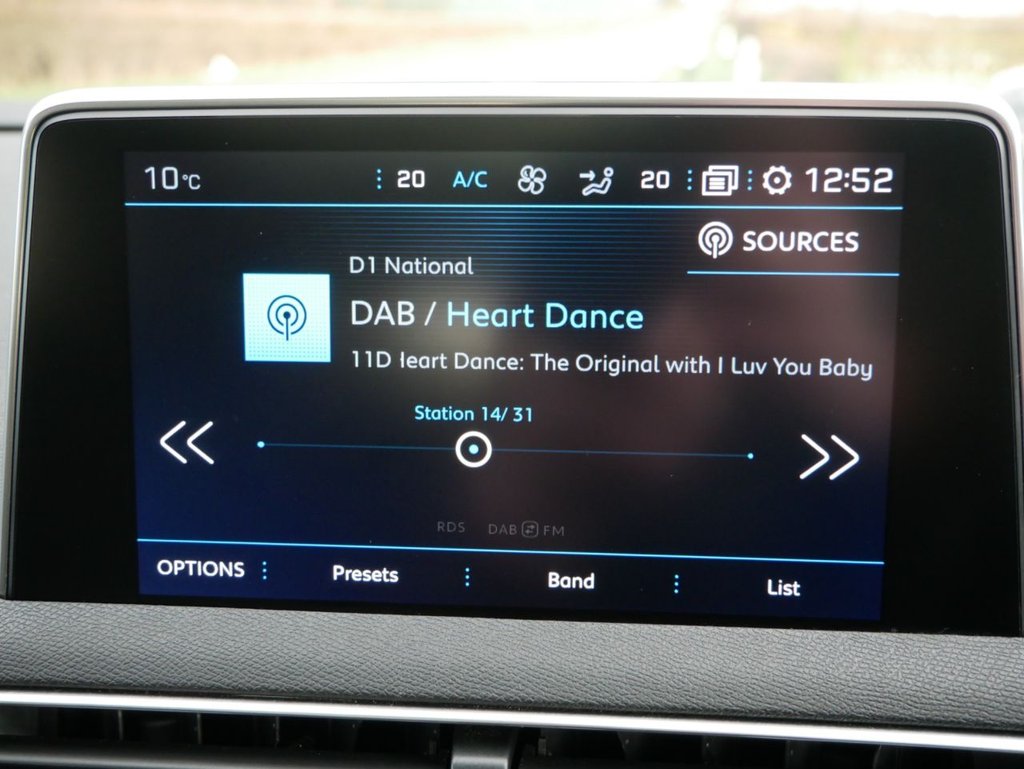 10°C 20 A/C 20 12:52
SOURCES
D1 National
DAB / Heart Dance
11D leart Dance: The Original with I Luv You Baby
Station 14/ 31
RDS DAB FM
OPTIONS Presets Band List